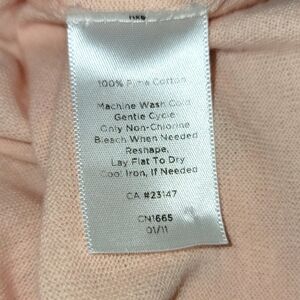 100% Pima Cotton
Machine Wash Cold
Gentle Cycle
Only Non-Chlorine
Bleach When Needed
Reshape,
Lay Flat To Dry
Cool Iron, If Needed
CA #23147
CN1665
01/11